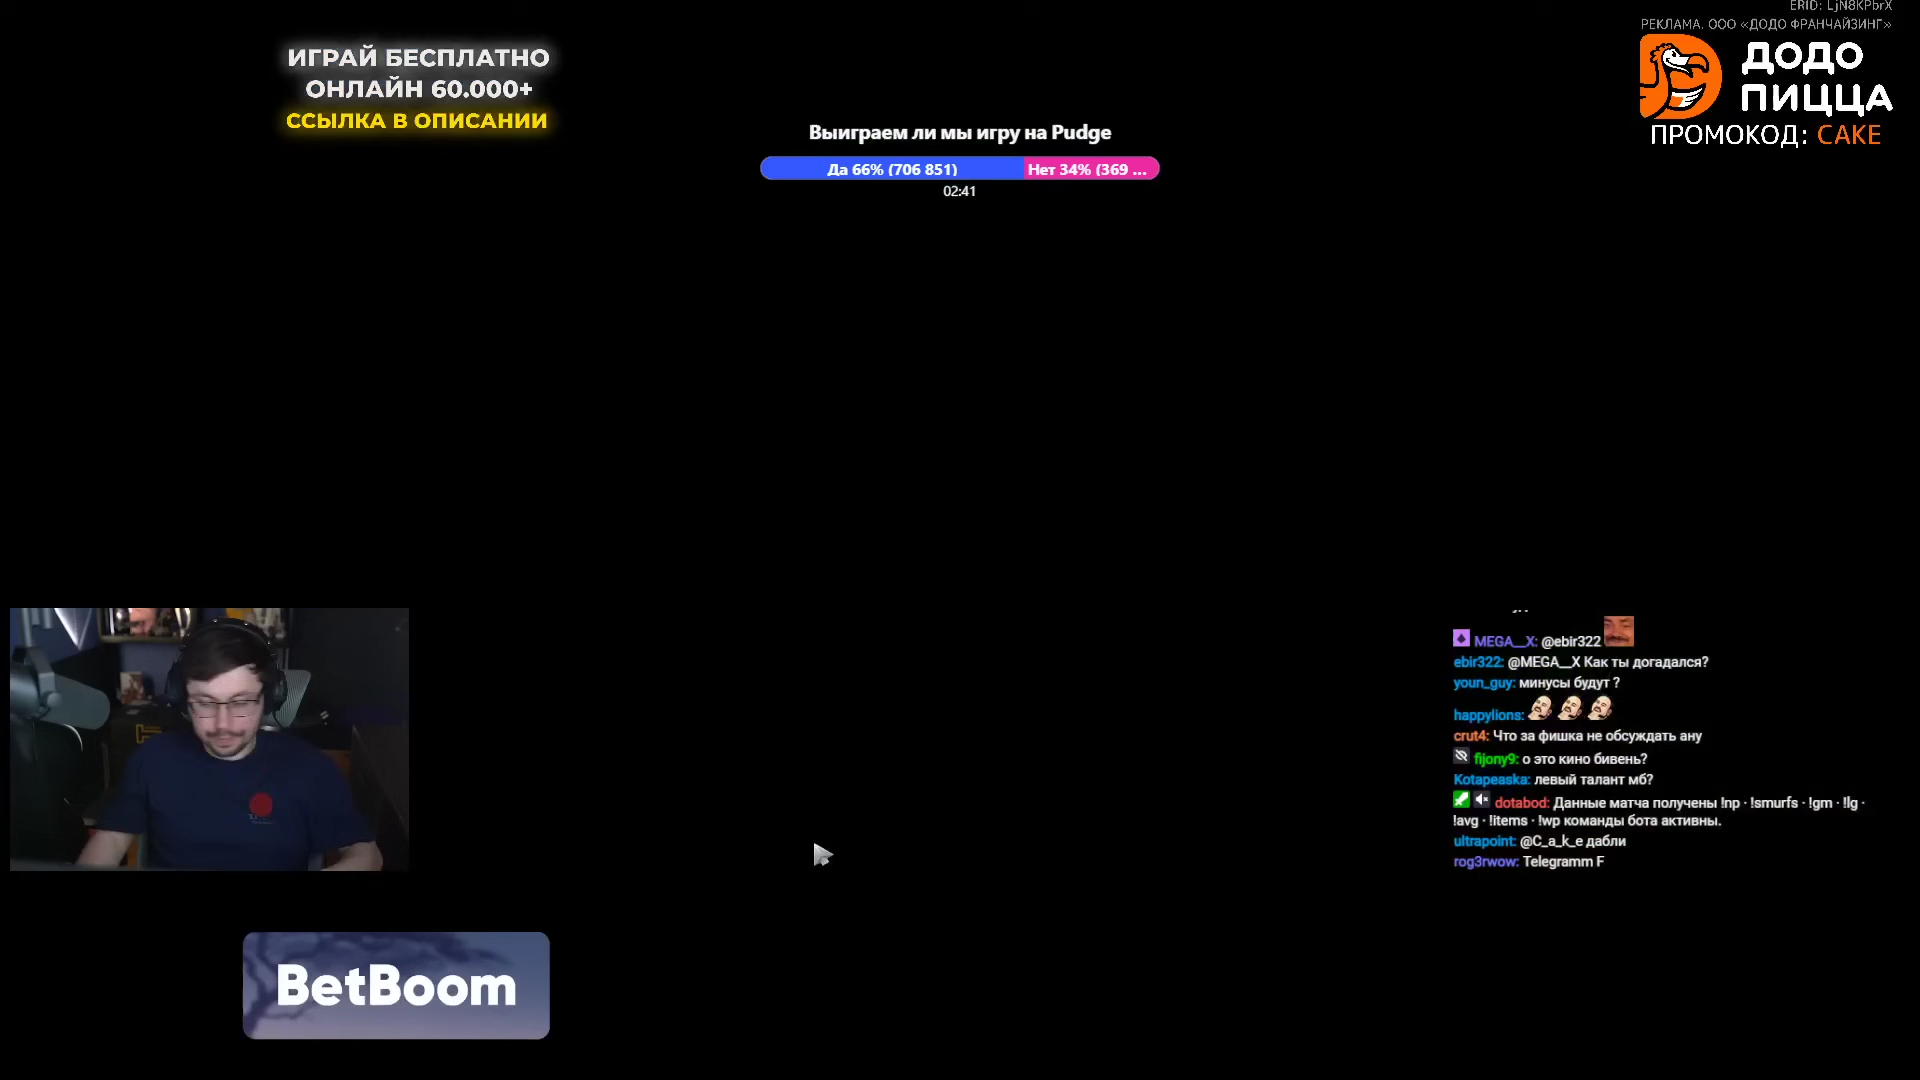 ERID: LjN8KPbrX
РЕКЛАМА. ООО «ДОДО ФРАНЧАЙЗИНГ»
ДОДО
ПИЦЦА
ПРОМОКОД: CAKE
ИГРАЙ БЕСПЛАТНО
ОНЛАЙН 60.000+
ССЫЛКА В ОПИСАНИИ
Выиграем ли мы игру на Pudge
Да 66% (706 851) Нет 34% (369 ...
02:41
MEGA__X: @ebir322
ebir322: @MEGA__X Как ты догадался?
youn_guy: минусы будут ?
happylions:
crut4: Что за фишка не обсуждать ану
fijony9: о это кино бивень?
Kotapeaska: левый талант мб?
dotabod: Данные матча получены !np · !smurfs · !gm · !lg ·
!avg · !items · !wp команды бота активны.
ultrapoint: @C_a_k_e дабли
rog3rwow: Telegramm F
BetBoom